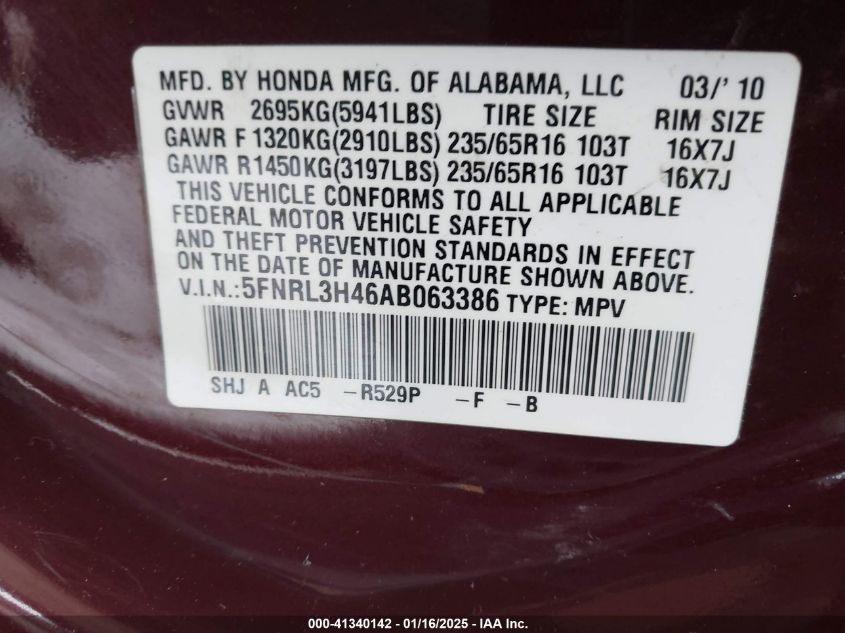 MFD. BY HONDA MFG. OF ALABAMA, LLC 03/'10
GVWR 2695KG(5941LBS) TIRE SIZE RIM SIZE
GAWR F 1320KG(2910LBS) 235/65R16 103T 16X7J
GAWR R1450KG(3197LBS) 235/65R16 103T 16X7J
THIS VEHICLE CONFORMS TO ALL APPLICABLE
FEDERAL MOTOR VEHICLE SAFETY
AND THEFT PREVENTION STANDARDS IN EFFECT
ON THE DATE OF MANUFACTURE SHOWN ABOVE.
V.I.N.:5FNRL3H46AB063386 TYPE: MPV
SHJ A AC5 -R529P -F -B
000-41340142 - 01/16/2025 - IAA Inc.